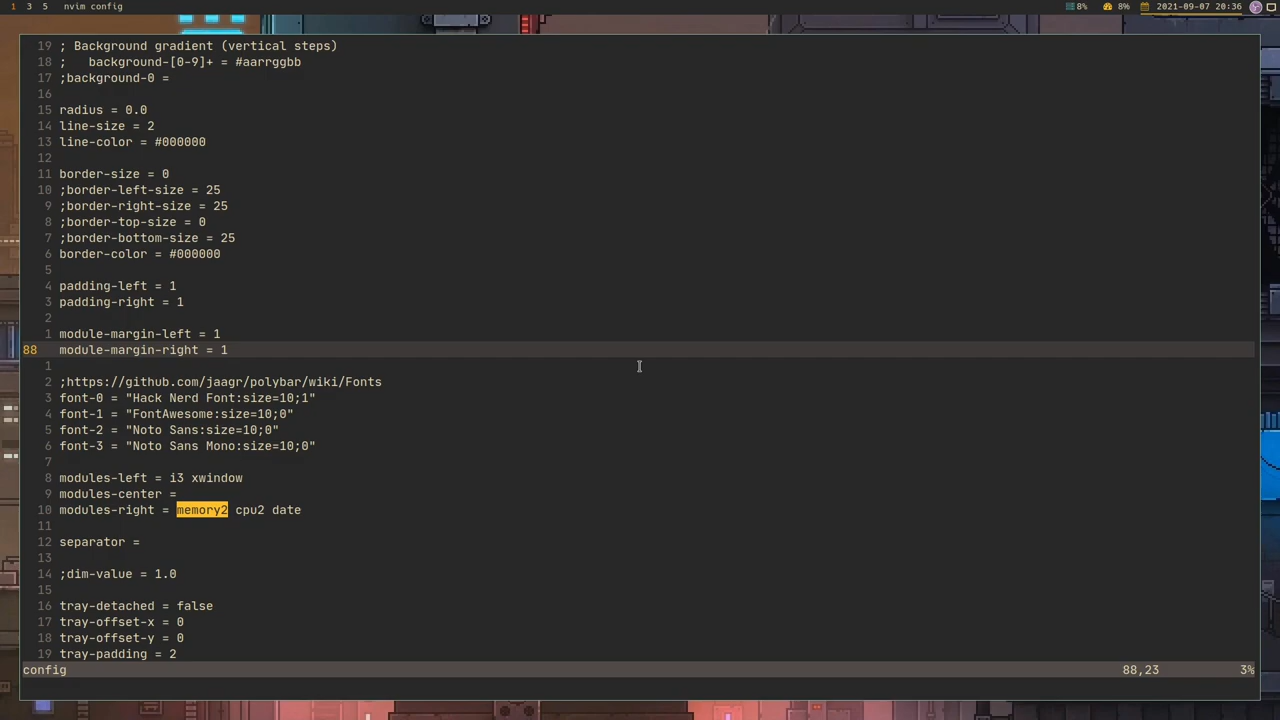 1 3 5 nvim config 8% 8% 2021-09-07 20:36
19 ; Background gradient (vertical steps)
18 ;   background-[0-9]+ = #aarrggbb
17 ;background-0 =
16
15 radius = 0.0
14 line-size = 2
13 line-color = #000000
12
11 border-size = 0
10 ;border-left-size = 25
9 ;border-right-size = 25
8 ;border-top-size = 0
7 ;border-bottom-size = 25
6 border-color = #000000
5
4 padding-left = 1
3 padding-right = 1
2
1 module-margin-left = 1
88 module-margin-right = 1
1
2 ;https://github.com/jaagr/polybar/wiki/Fonts
3 font-0 = "Hack Nerd Font:size=10;1"
4 font-1 = "FontAwesome:size=10;0"
5 font-2 = "Noto Sans:size=10;0"
6 font-3 = "Noto Sans Mono:size=10;0"
7
8 modules-left = i3 xwindow
9 modules-center =
10 modules-right = memory2 cpu2 date
11
12 separator =
13
14 ;dim-value = 1.0
15
16 tray-detached = false
17 tray-offset-x = 0
18 tray-offset-y = 0
19 tray-padding = 2
config 88,23 3%